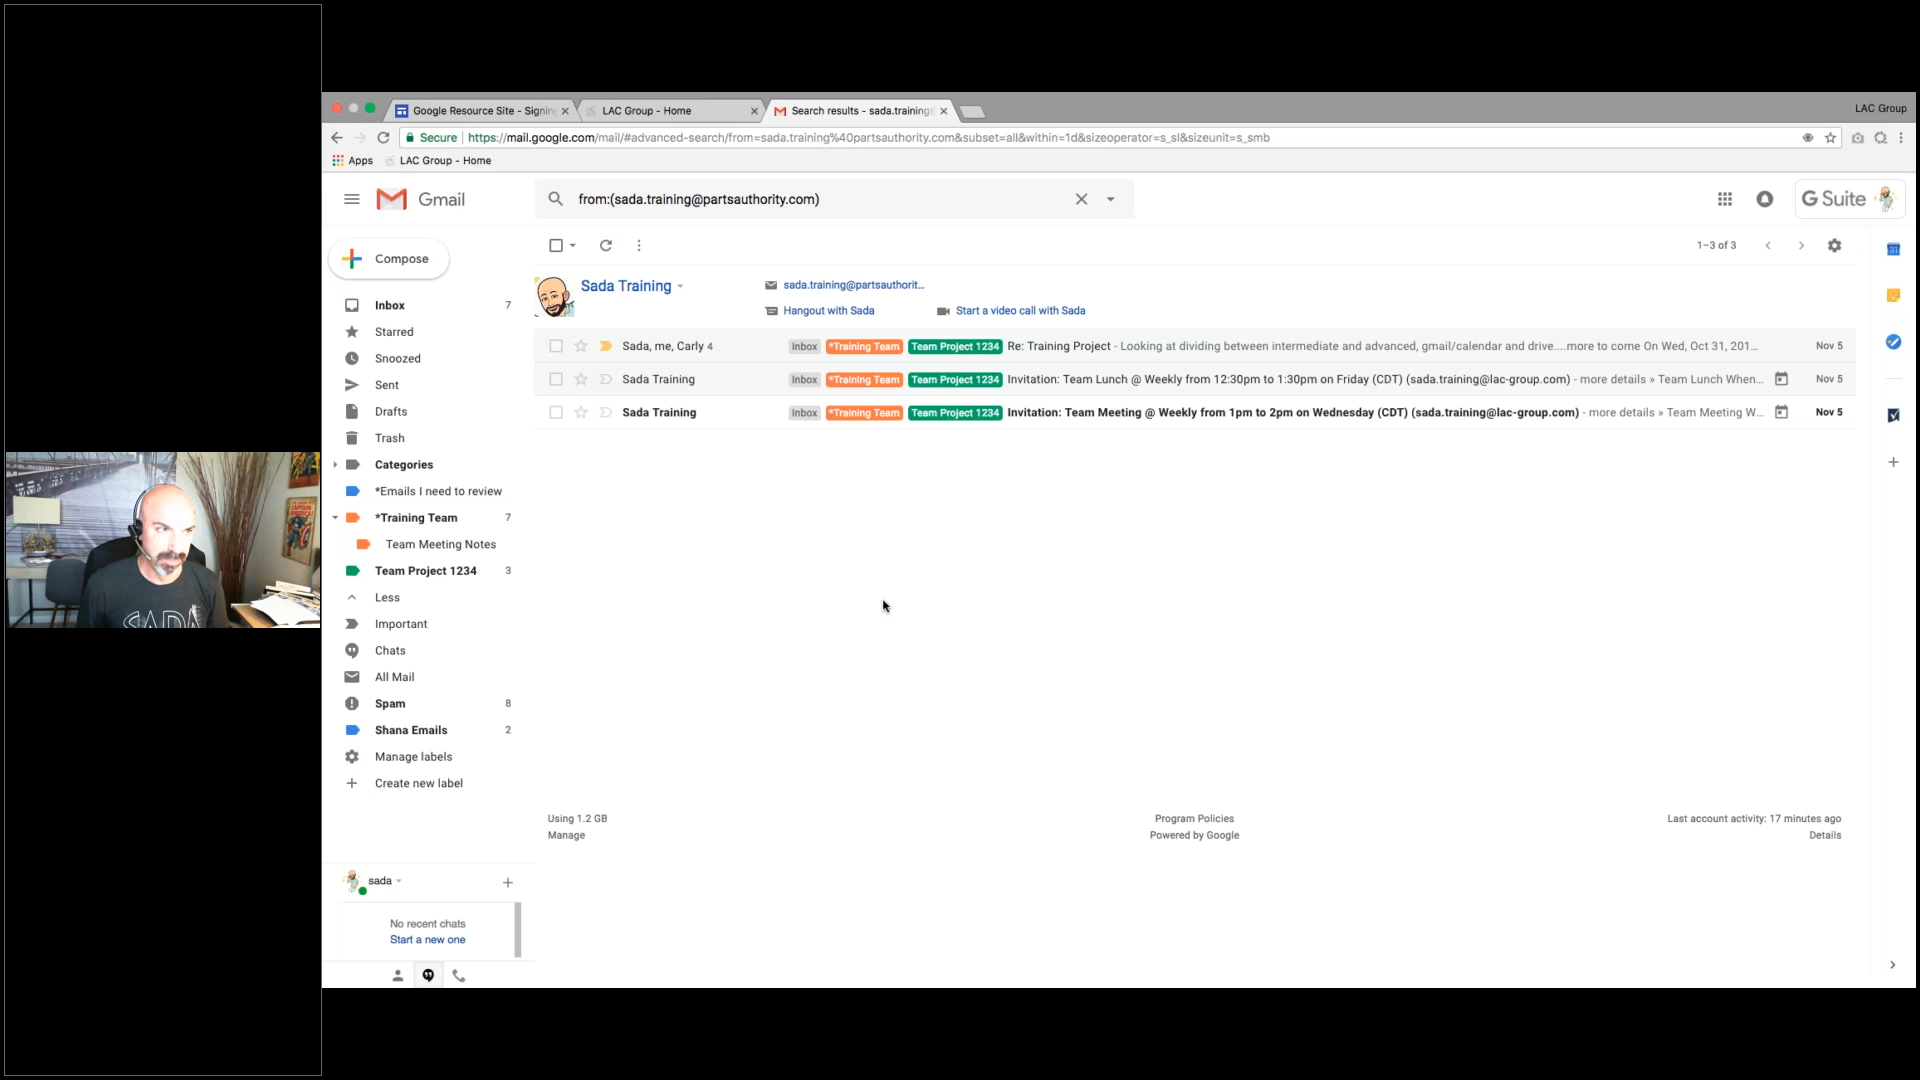 Google Resource Site - Signin
LAC Group - Home
Search results - sada.training@
LAC Group
Secure
https://mail.google.com/mail/#advanced-search/from=sada.training%40partsauthority.com&subset=all&within=1d&sizeoperator=s_sl&sizeunit=s_smb
Apps
LAC Group - Home
Gmail
from:(sada.training@partsauthority.com)
G Suite
Compose
1–3 of 3
31
Sada Training
sada.training@partsauthorit...
Hangout with Sada
Start a video call with Sada
Inbox 7
Starred
Snoozed
Sent
Drafts
Trash
Categories
*Emails I need to review
*Training Team 7
Team Meeting Notes
Team Project 1234 3
Less
Important
Chats
All Mail
Spam 8
Shana Emails 2
Manage labels
Create new label
Sada, me, Carly 4 Inbox *Training Team Team Project 1234 Re: Training Project - Looking at dividing between intermediate and advanced, gmail/calendar and drive....more to come On Wed, Oct 31, 201... Nov 5
Sada Training Inbox *Training Team Team Project 1234 Invitation: Team Lunch @ Weekly from 12:30pm to 1:30pm on Friday (CDT) (sada.training@lac-group.com) - more details » Team Lunch When... Nov 5
Sada Training Inbox *Training Team Team Project 1234 Invitation: Team Meeting @ Weekly from 1pm to 2pm on Wednesday (CDT) (sada.training@lac-group.com) - more details » Team Meeting W... Nov 5
SADA
Using 1.2 GB
Manage
Program Policies
Powered by Google
Last account activity: 17 minutes ago
Details
sada
No recent chats
Start a new one